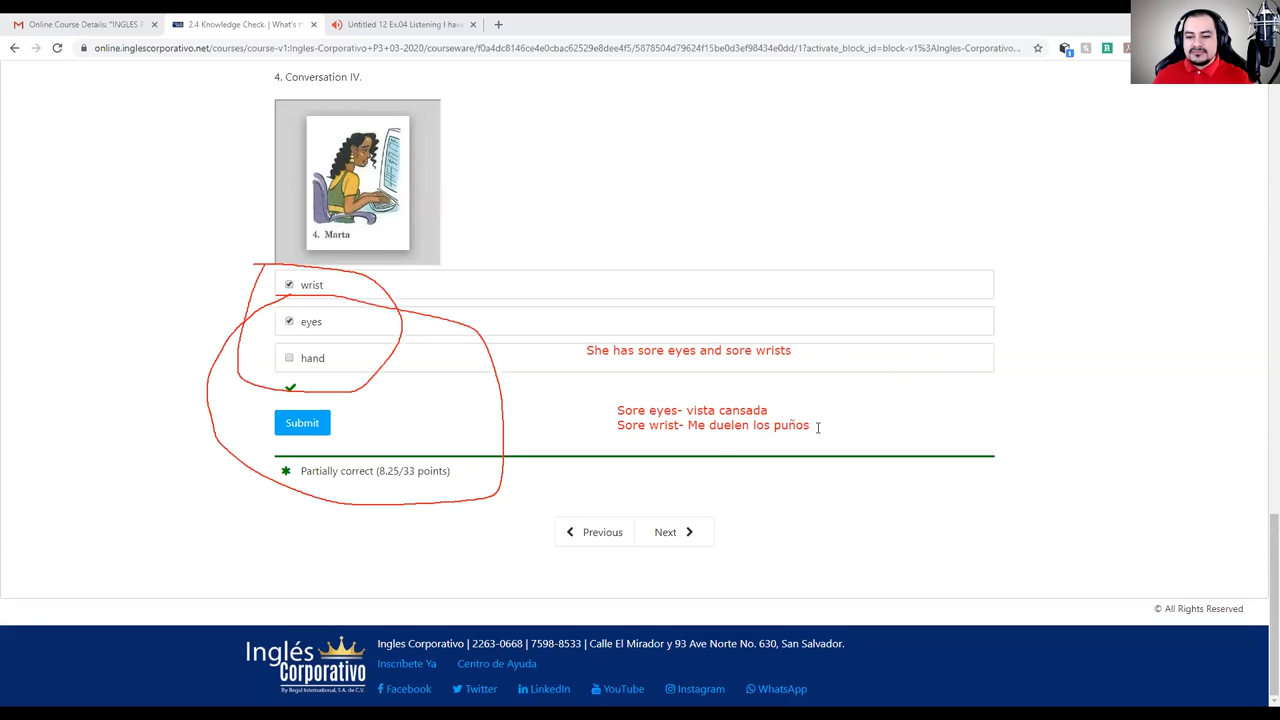 Online Course Details: "INGLES P
2.4 Knowledge Check. | What's t
Untitled 12 Ex.04 Listening I hav
online.inglescorporativo.net/courses/course-v1:Ingles-Corporativo+P3+03-2020/courseware/f0a4dc8146ce4e0cbac62529e8dee4f5/5878504d79624f15be0d3ef98434e0dd/1?activate_block_id=block-v1%3AIngles-Corporativo...
4. Conversation IV.
4. Marta
wrist
eyes
hand
She has sore eyes and sore wrists
Sore eyes- vista cansada
Submit
Sore wrist- Me duelen los puños
Partially correct (8.25/33 points)
Previous
Next
© All Rights Reserved
Inglés
Corporativo
By Regal International, S.A. de C.V.
Ingles Corporativo | 2263-0668 | 7598-8533 | Calle El Mirador y 93 Ave Norte No. 630, San Salvador.
Inscríbete Ya
Centro de Ayuda
Facebook
Twitter
LinkedIn
YouTube
Instagram
WhatsApp